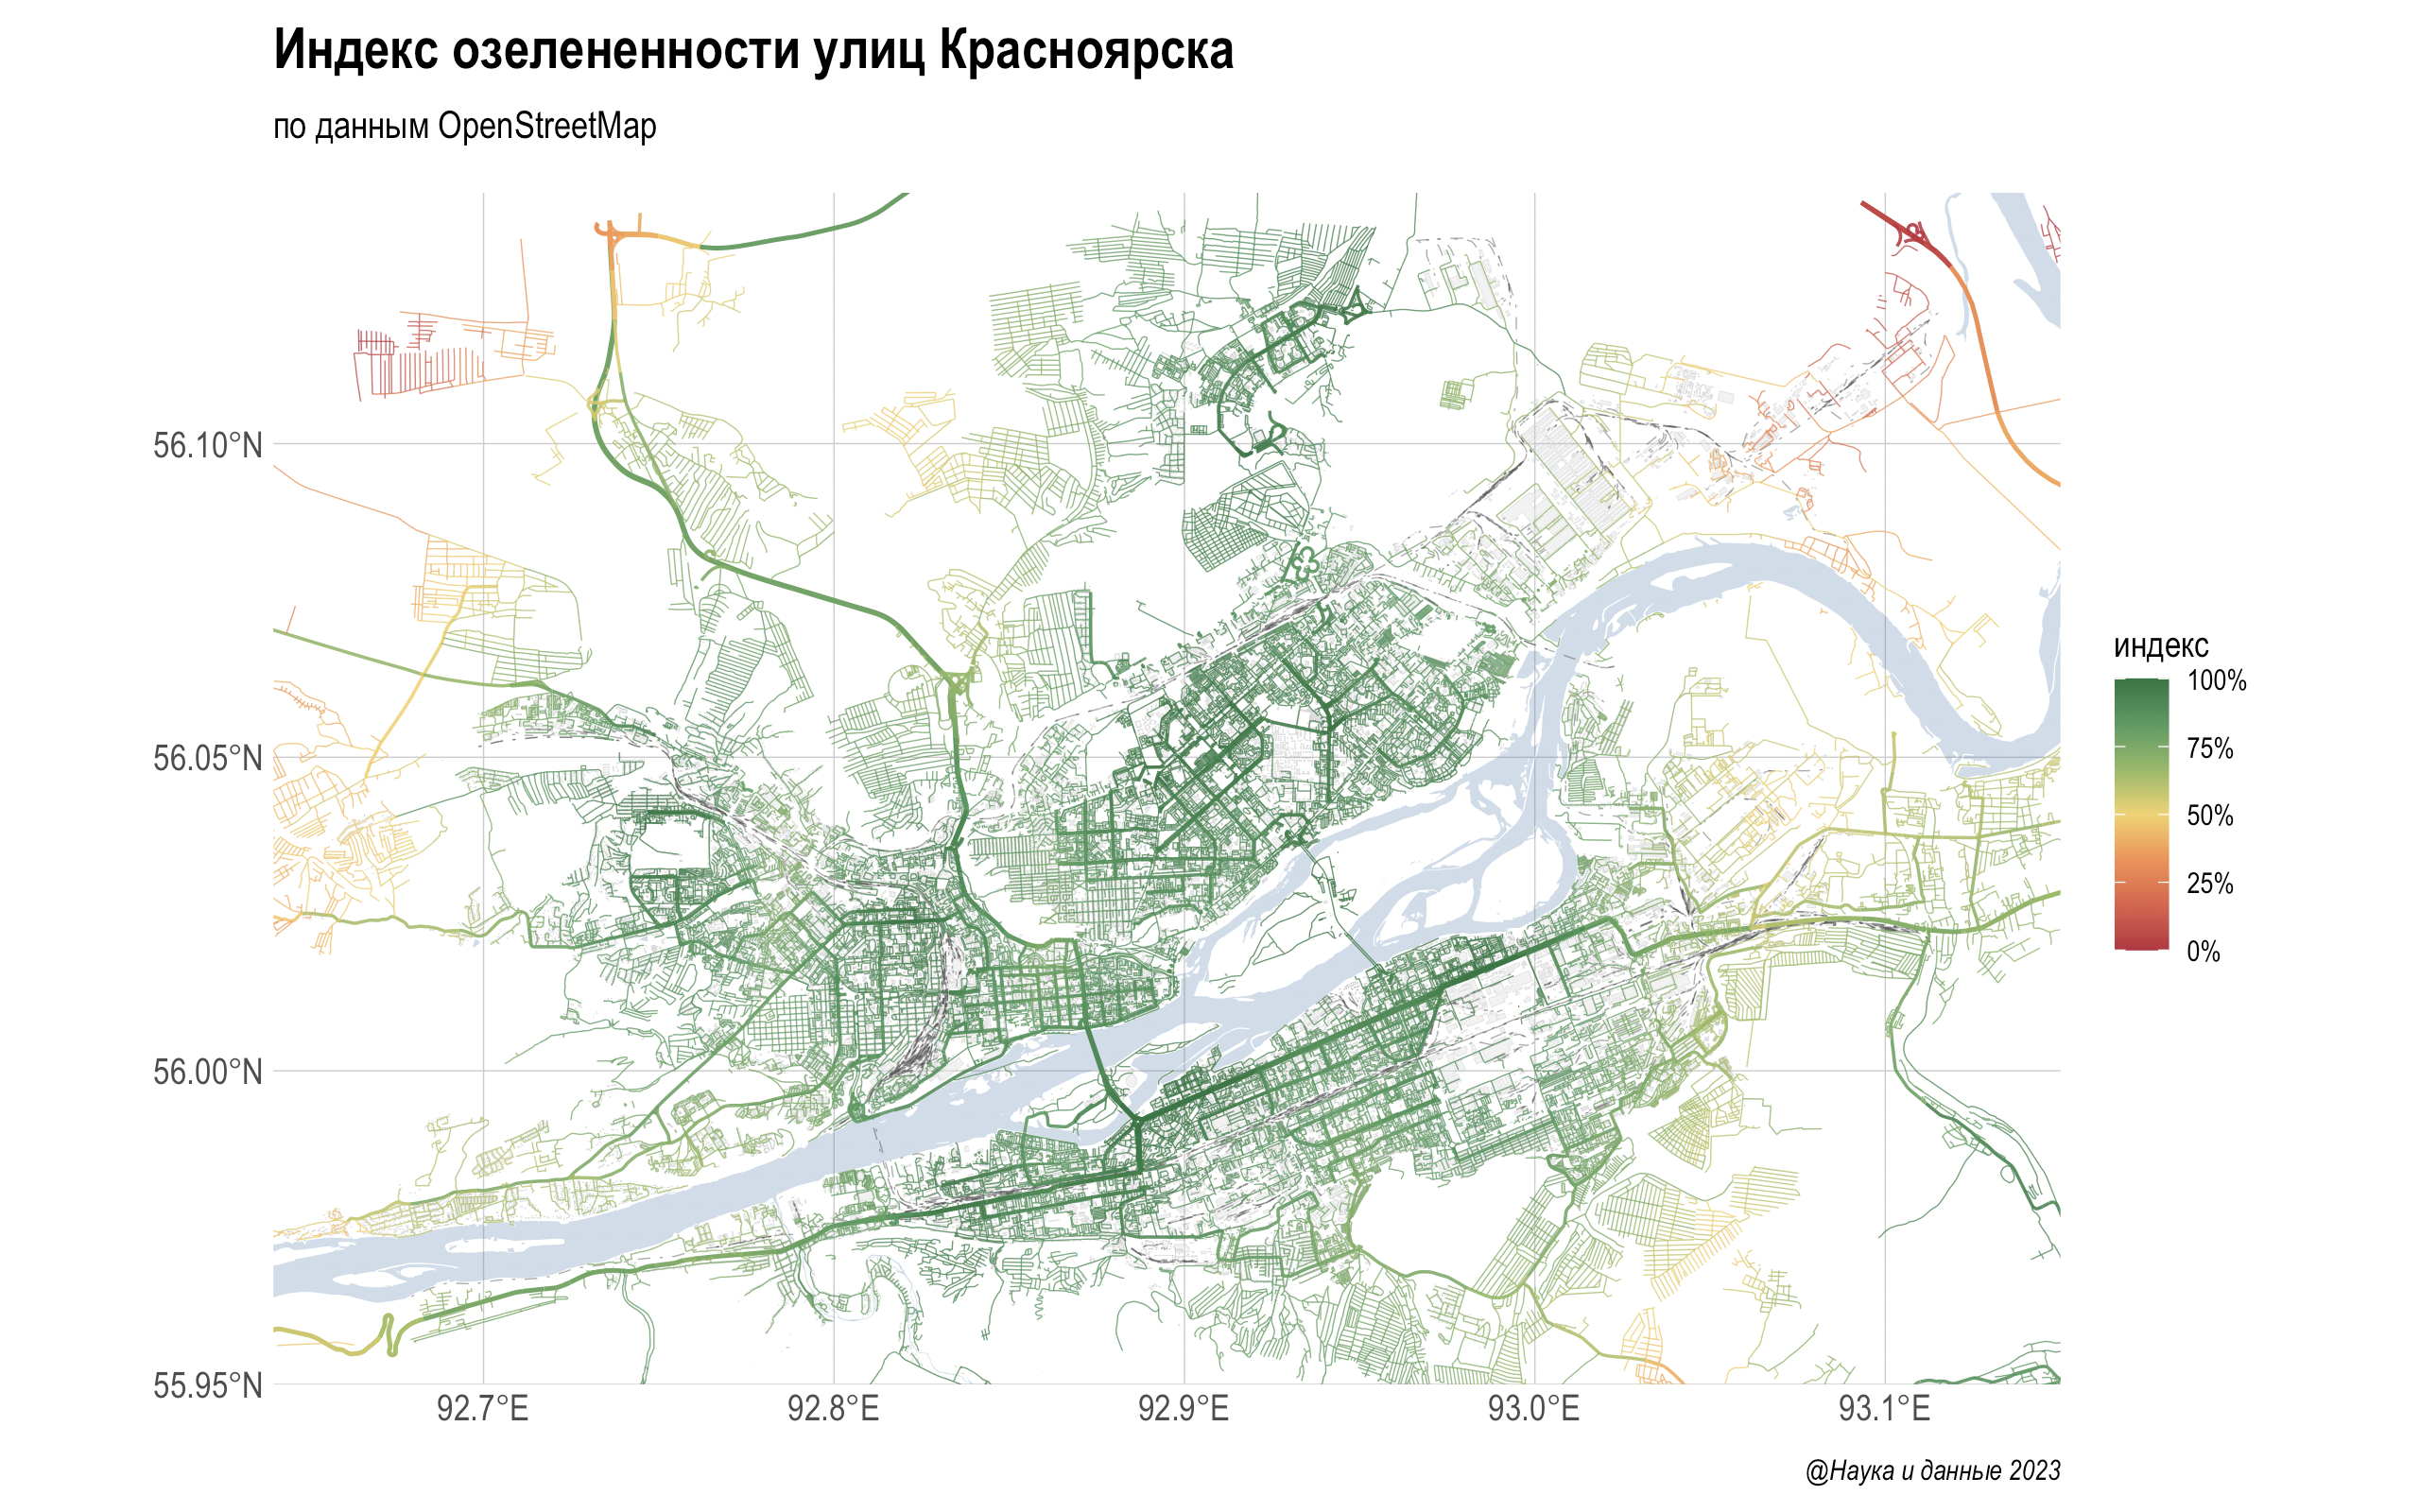 Индекс озелененности улиц Красноярска
по данным OpenStreetMap
56.10°N
56.05°N
56.00°N
55.95°N
92.7°E
92.8°E
92.9°E
93.0°E
93.1°E
индекс
100%
75%
50%
25%
0%
@Наука и данные 2023